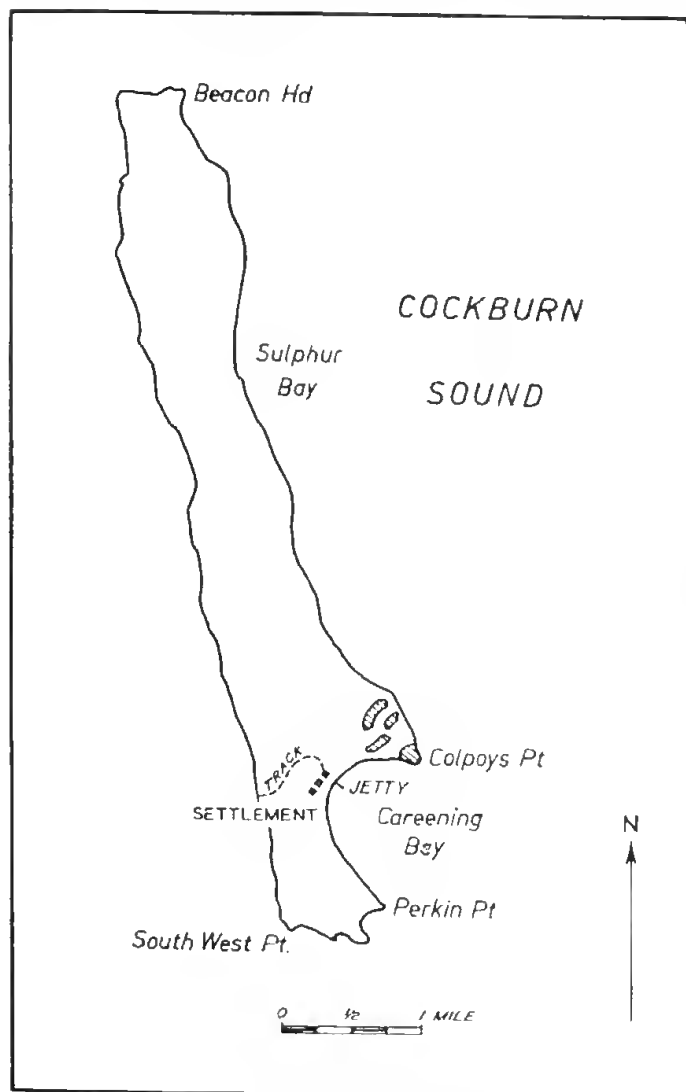 Beacon Hd
COCKBURN
SOUND
Sulphur
Bay
Colpoys Pt
TRACK
JETTY
SETTLEMENT
Careening
Bay
N
Perkin Pt
South West Pt.
0 ½ 1 MILE